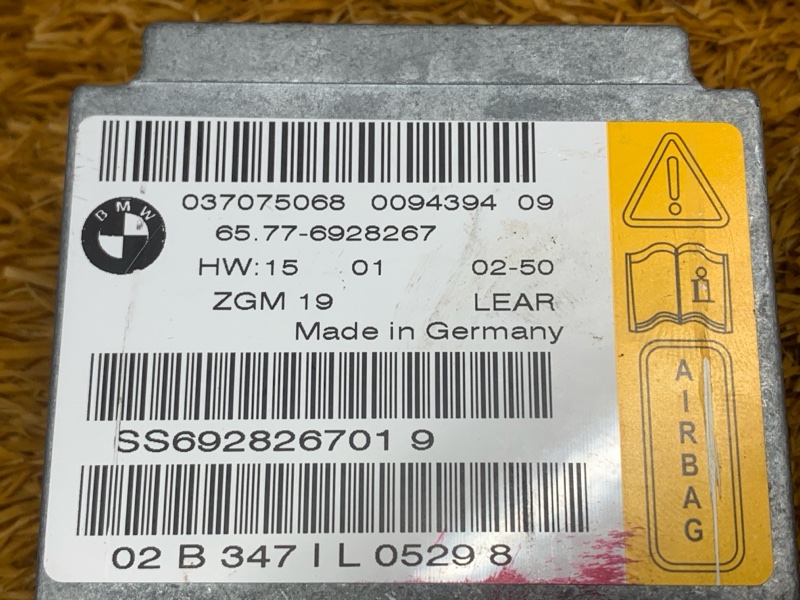 BMW
037075068 0094394 09
65.77-6928267
HW:15 01 02-50
ZGM 19 LEAR
Made in Germany
SS692826701 9
02 B 347 I L 0529 8
i
AIRBAG